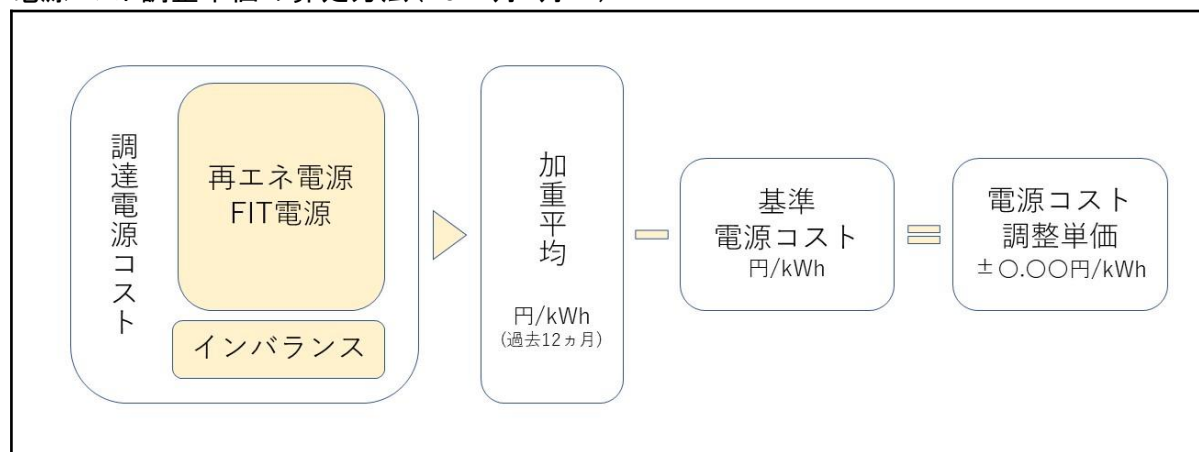 調達電源コスト
再エネ電源
FIT電源
インバランス
加重平均
円/kWh
(過去12ヵ月)
基準
電源コスト
円/kWh
電源コスト
調整単価
±〇.〇〇円/kWh